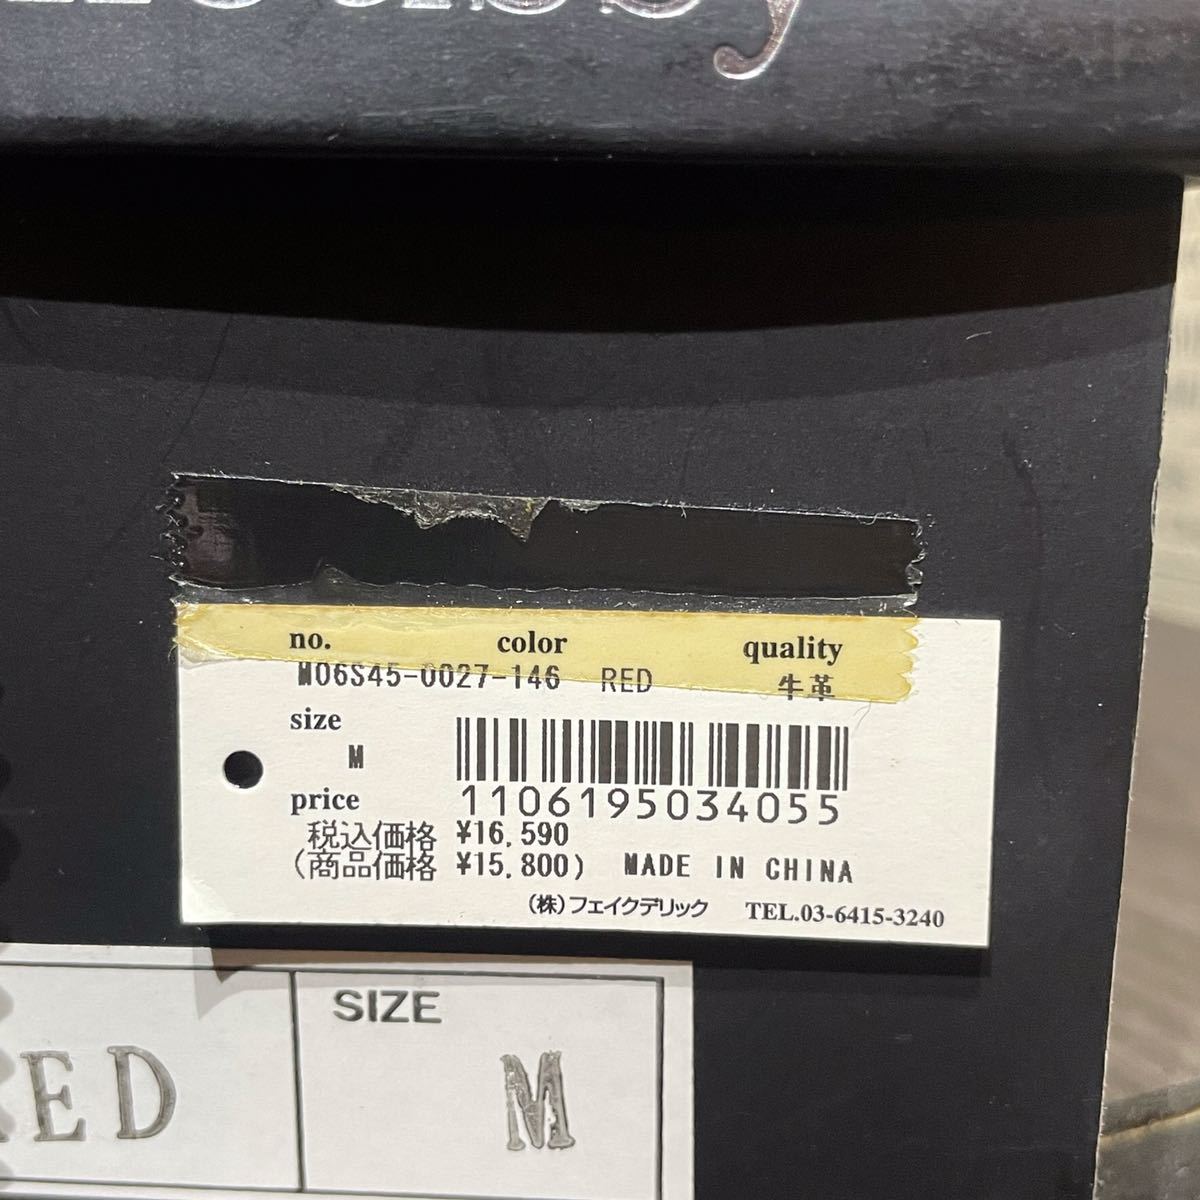 no. color quality
M06S45-0027-146 RED 牛革
size
M
1106195034055
price
税込価格 ¥16,590
(商品価格 ¥15,800) MADE IN CHINA
(株)フェイクデリック TEL.03-6415-3240
SIZE
RED M